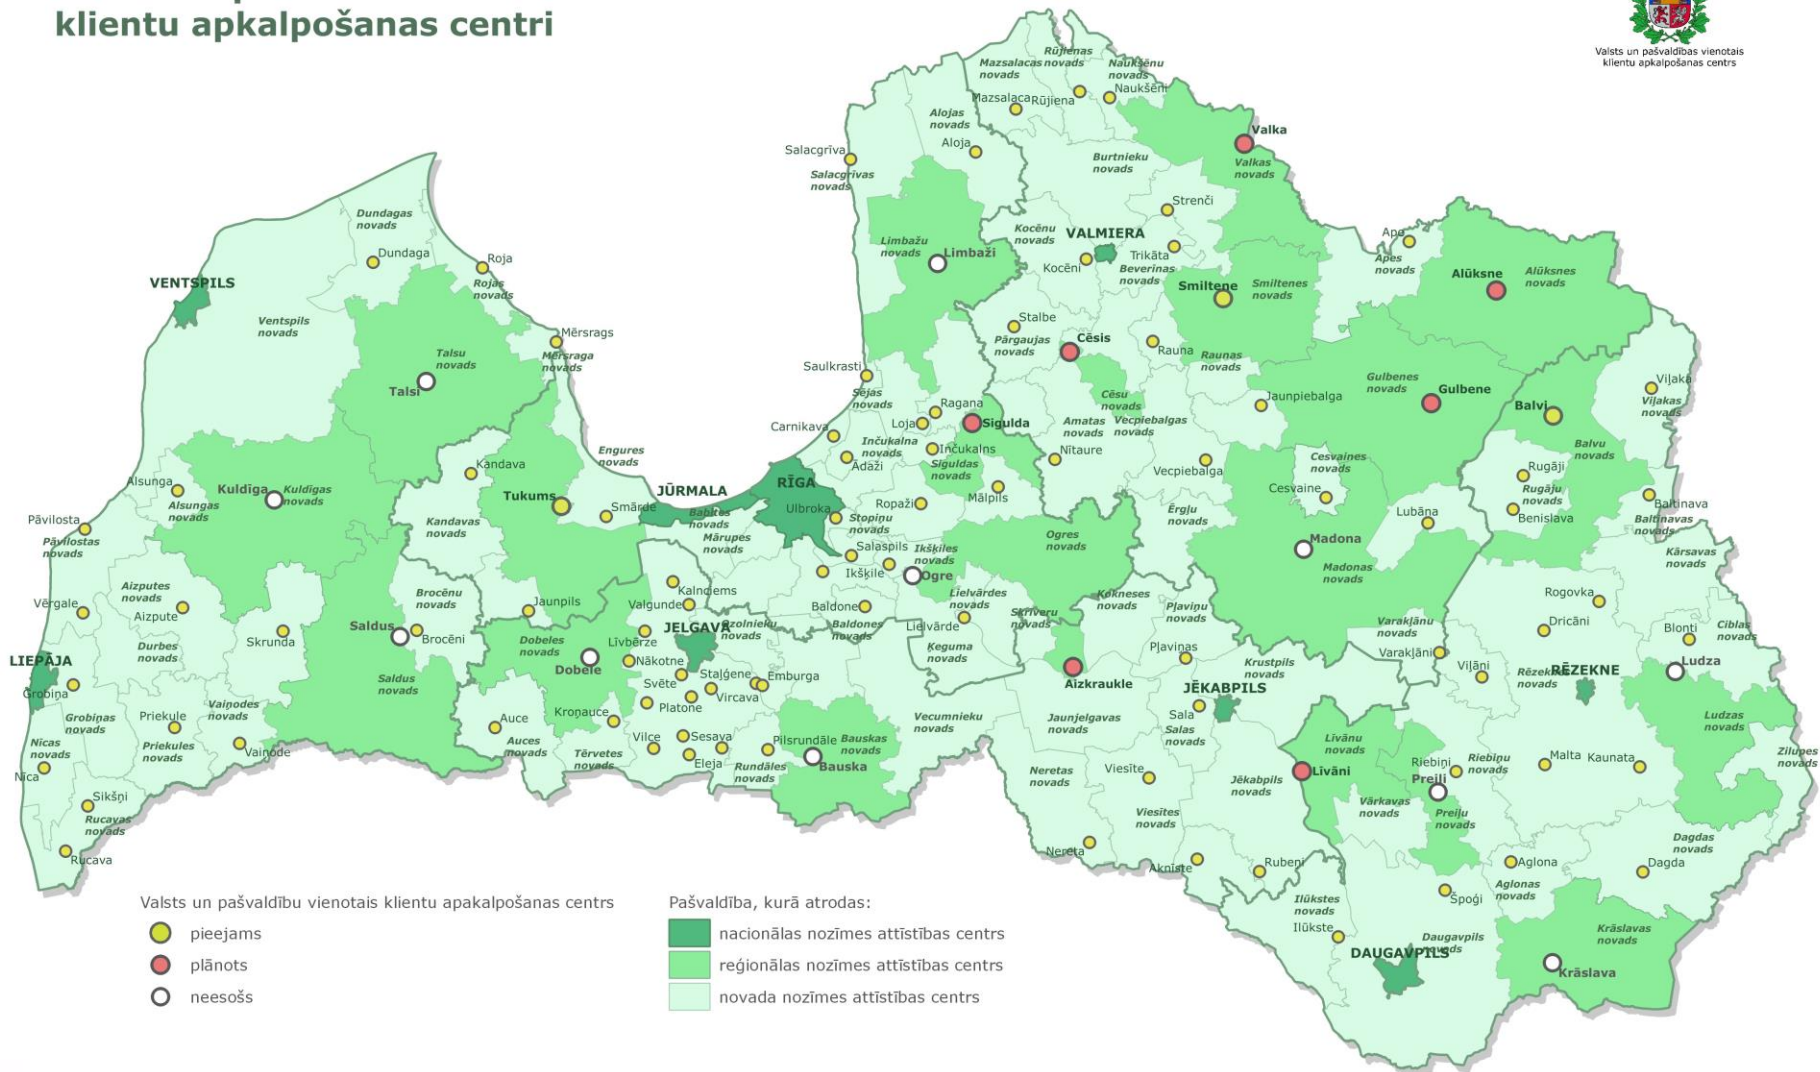 klientu apkalpošanas centri
Valsts un pašvaldības vienotais
klientu apkalpošanas centrs
Rūjienas
novads
Mazsalacas
novads
Naukšēnu
novads
Mazsalaca
Rūjiena
Naukšēni
Alojas
novads
Aloja
Valka
Valkas
novads
Salacgrīva
Salacgrīvas
novads
Burtnieku
novads
Strenči
Dundagas
novads
Dundaga
Roja
Rojas
novads
Limbažu
novads
Limbaži
Kocēnu
novads
VALMIERA
Kocēni
Trikāta
Beverīnas
novads
Apes
novads
Alūksne
Alūksnes
novads
VENTSPILS
Ventspils
novads
Smiltene
Smiltenes
novads
Mērsrags
Mērsraga
novads
Talsu
novads
Talsi
Stalbe
Pārgaujas
novads
Cēsis
Rauna
Raunas
novads
Saulkrasti
Sējas
novads
Cēsu
novads
Gulbenes
novads
Gulbene
Viļaka
Viļakas
novads
Balvi
Balvu
novads
Ragana
Loja
Sigulda
Jaunpiebalga
Carnikava
Inčukalna
novads
Inčukalns
Ādaži
Siguldas
novads
Amatas
novads
Vecpiebalgas
novads
Nītaure
Vecpiebalga
Cesvaines
novads
Cesvaine
Engures
novads
Kandava
Alsunga
Alsungas
novads
Kuldīga
Kuldīgas
novads
Tukums
Smārde
JŪRMALA
RĪGA
Ulbroka
Babītes
novads
Mārupes
novads
Stopiņu
novads
Ropaži
Mālpils
Ērgļu
novads
Lubāna
Rugāji
Rugāju
novads
Benislava
Baltinava
Baltinavas
novads
Pāvilosta
Pāvilostas
novads
Kandavas
novads
Ogres
novads
Madona
Madonas
novads
Kārsavas
novads
Salaspils
Ikšķiles
novads
Ikšķile
Ogre
Aizputes
novads
Aizpute
Vērgale
Brocēnu
novads
Jaunpils
Kalnciems
Valgunde
Baldone
Baldones
novads
Lielvārdes
novads
Lielvārde
Skrīveru
novads
Kokneses
novads
Pļaviņu
novads
Rogovka
Dricāni
Blonti
Ciblas
novads
Skrunda
Saldus
Brocēni
Dobeles
novads
Līvbērze
JELGAVA
Ozolnieku
novads
Ķeguma
novads
Varakļānu
novads
Varakļāni
Durbes
novads
LIEPĀJA
Grobiņa
Saldus
novads
Dobele
Nākotne
Svēte
Staļģene
Emburga
Vircava
Platone
Aizkraukle
Pļaviņas
Krustpils
novads
JĒKABPILS
Viļāni
Rēzeknes
novads
RĒZEKNE
Ludza
Ludzas
novads
Grobiņas
novads
Priekule
Priekules
novads
Vaiņodes
novads
Vaiņode
Auce
Auces
novads
Kroņauce
Tērvetes
novads
Vilce
Sesava
Eleja
Pilsrundāle
Rundāles
novads
Bauskas
novads
Bauska
Vecumnieku
novads
Jaunjelgavas
novads
Sala
Salas
novads
Līvānu
novads
Līvāni
Riebiņi
Riebiņu
novads
Preiļi
Preiļu
novads
Malta
Kaunata
Zilupes
novads
Nīcas
novads
Nīca
Sikšņi
Rucavas
novads
Rucava
Neretas
novads
Nereta
Viesīte
Viesītes
novads
Jēkabpils
novads
Vārkavas
novads
Aknīste
Rubeņi
Aglona
Aglonas
novads
Dagdas
novads
Dagda
Špoģi
Ilūkstes
novads
Ilūkste
Daugavpils
novads
DAUGAVPILS
Krāslavas
novads
Krāslava
Valsts un pašvaldību vienotais klientu apakalpošanas centrs
pieejams
plānots
neesošs
Pašvaldība, kurā atrodas:
nacionālas nozīmes attīstības centrs
reģionālas nozīmes attīstības centrs
novada nozīmes attīstības centrs